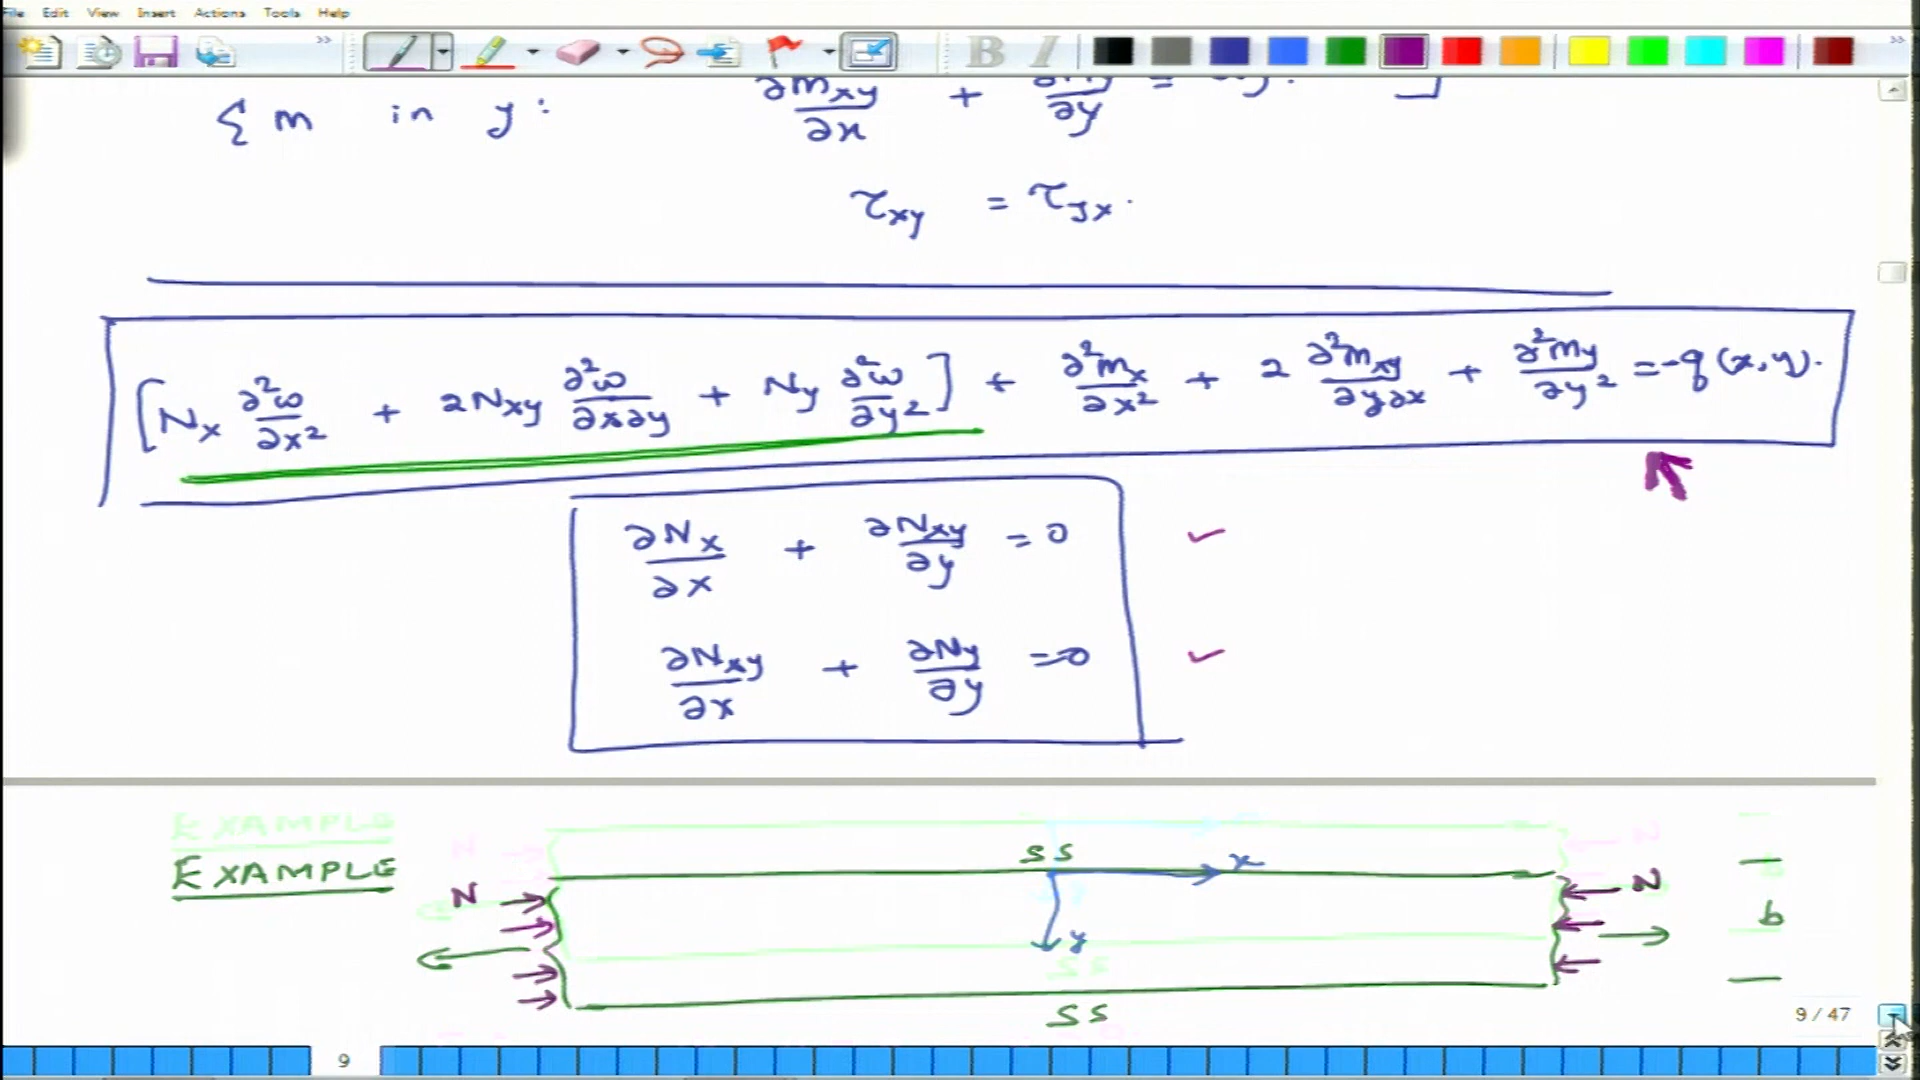 File Edit View Insert Actions Tools Help
B I
Σ m in y: ∂m_xy/∂x + ∂m_y/∂y =
τ_xy = τ_yx.
[N_x ∂²ω/∂x² + 2N_xy ∂²ω/∂x∂y + N_y ∂²ω/∂y²] + ∂²m_x/∂x² + 2 ∂²m_xy/∂y∂x + ∂²m_y/∂y² = -q(x,y).
∂N_x/∂x + ∂N_xy/∂y = 0 ✓
∂N_xy/∂x + ∂N_y/∂y = 0 ✓
EXAMPLE
SS
x
N
N
b
y
SS
9 / 47
9